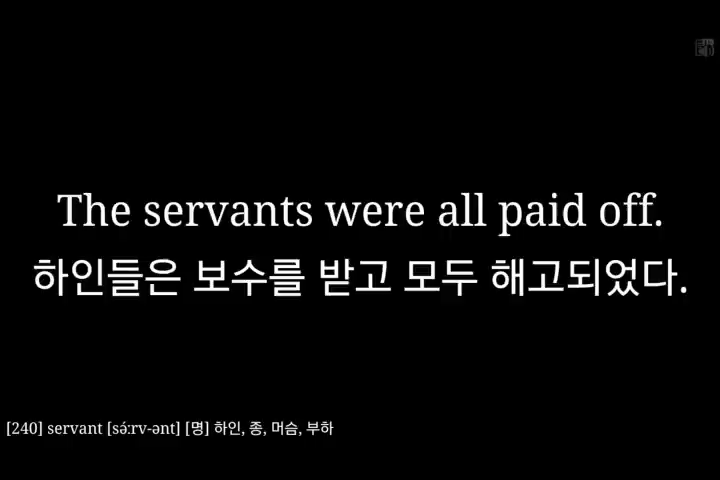 The servants were all paid off.
하인들은 보수를 받고 모두 해고되었다.
[240] servant [sə́ːrv-ənt] [명] 하인, 종, 머슴, 부하